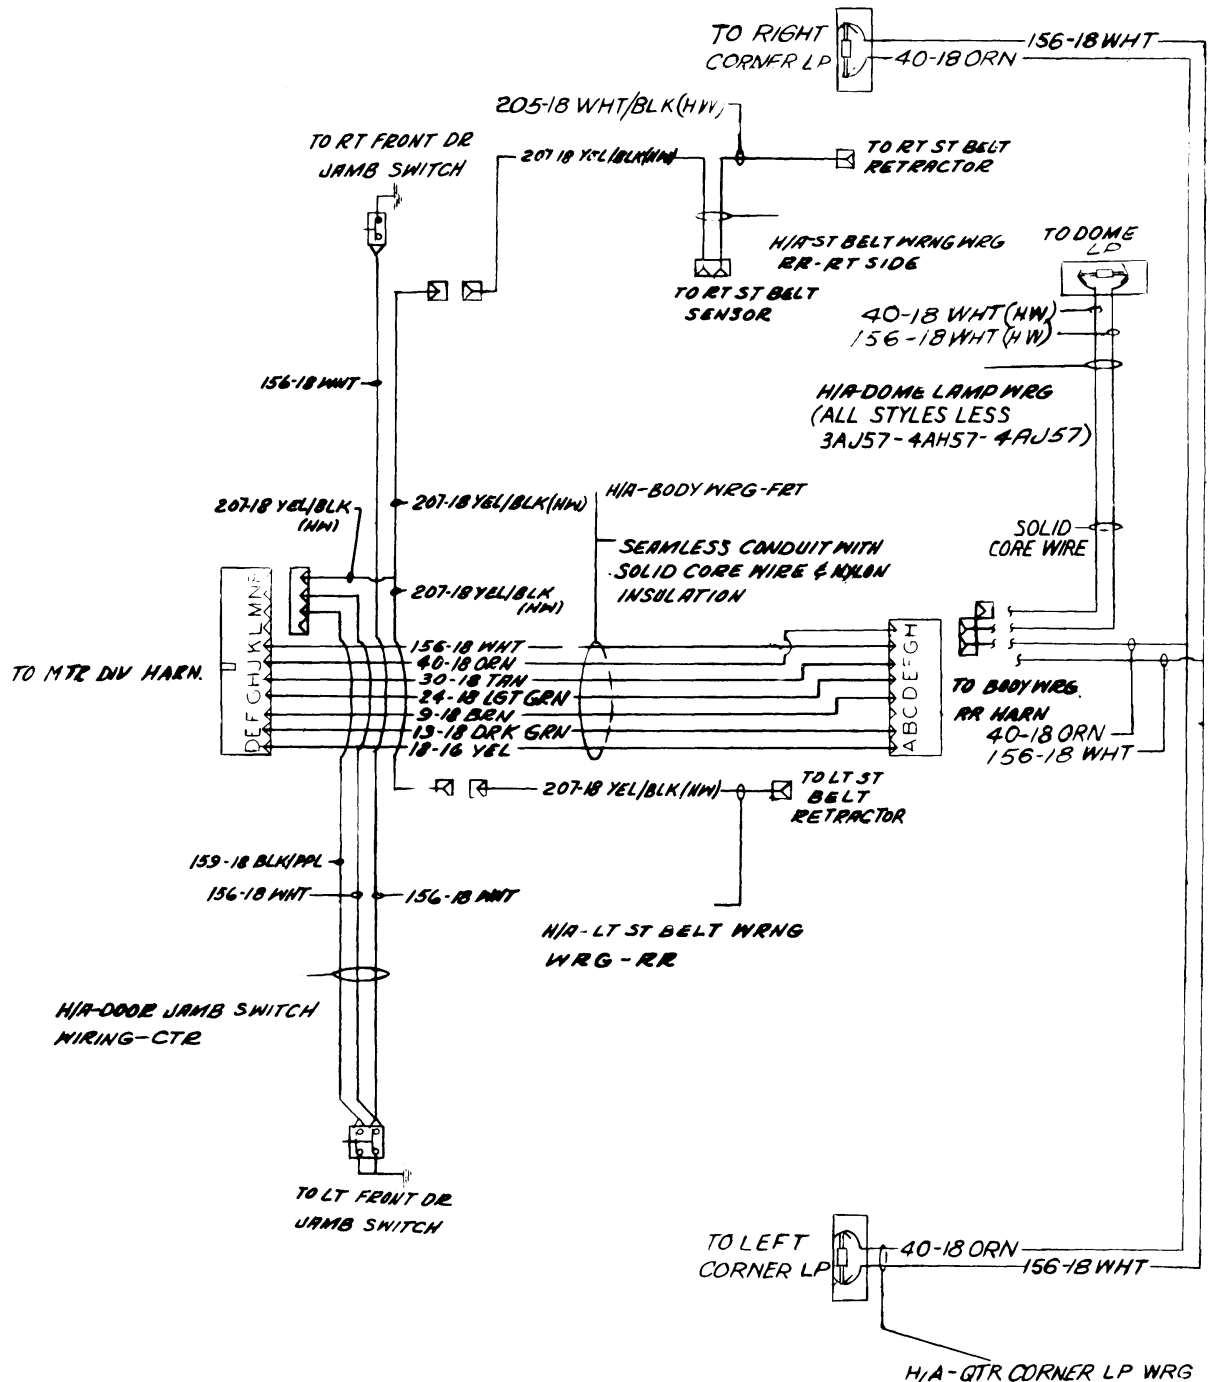 TO RIGHT
CORNER LP
156-18 WHT
40-18 ORN
205-18 WHT/BLK(HW)
TO RT FRONT DR
JAMB SWITCH
207-18 YEL/BLK(HW)
TO RT ST BELT
RETRACTOR
H/A-ST BELT WRNG WRG
RR-RT SIDE
TO DOME
LP
TO RT ST BELT
SENSOR
40-18 WHT(HW)
156-18 WHT(HW)
156-18 WHT
H/A-DOME LAMP WRG
(ALL STYLES LESS
3AJ57-4AH57-4AJ57)
207-18 YEL/BLK
(HW)
207-18 YEL/BLK(HW)
H/A-BODY WRG-FRT
SEAMLESS CONDUIT WITH
SOLID CORE WIRE & NYLON
INSULATION
SOLID
CORE WIRE
207-18 YEL/BLK
(HW)
TO MTR DIV HARN.
D E F G H J K L M N P
156-18 WHT
40-18 ORN
30-18 TAN
24-18 LGT GRN
9-18 BRN
19-18 DRK GRN
18-16 YEL
A B C D E F G H
TO BODY WRG.
RR HARN
40-18 ORN
156-18 WHT
207-18 YEL/BLK(HW)
TO LT ST
BELT
RETRACTOR
159-18 BLK/PPL
156-18 WHT
156-18 WHT
H/A-LT ST BELT WRNG
WRG-RR
H/A-DOOR JAMB SWITCH
WIRING-CTR
TO LT FRONT DR
JAMB SWITCH
TO LEFT
CORNER LP
40-18 ORN
156-18 WHT
H/A-QTR CORNER LP WRG